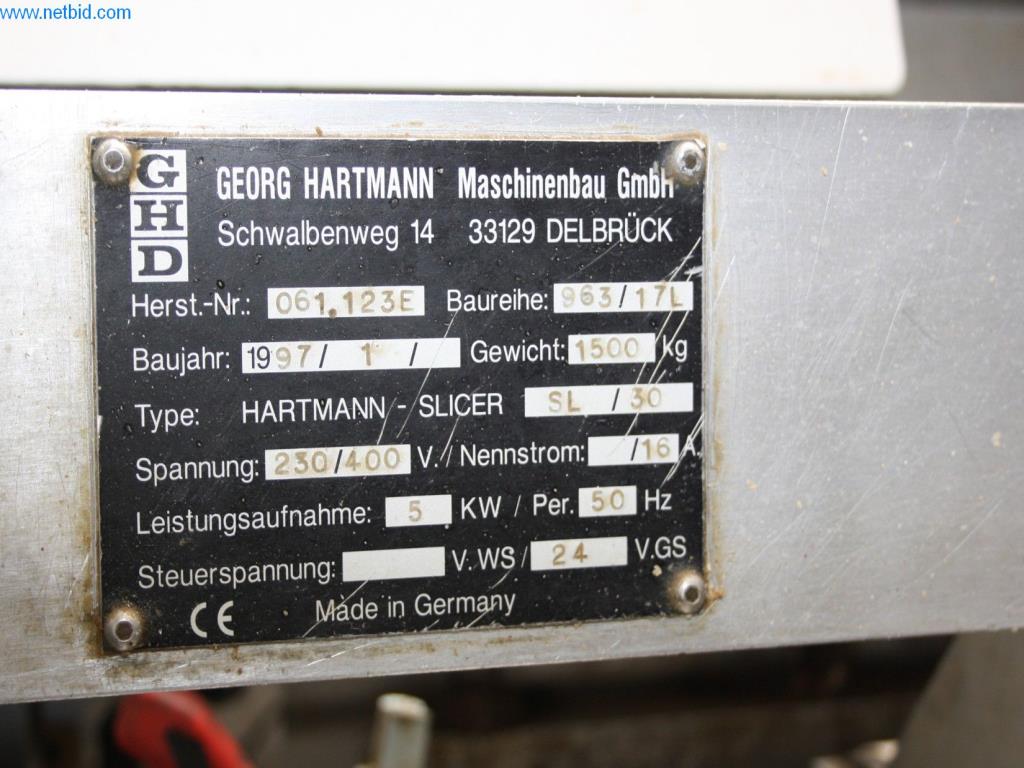 www.netbid.com
GHD
GEORG HARTMANN Maschinenbau GmbH
Schwalbenweg 14 33129 DELBRÜCK
Herst.-Nr.: 061.123E Baureihe: 963/17L
Baujahr: 1997/ 1 / Gewicht: 1500 Kg
Type: HARTMANN - SLICER SL /30
Spannung: 230/400 V./ Nennstrom: /16 A.
Leistungsaufnahme: 5 KW / Per. 50 Hz
Steuerspannung: V.WS/ 24 V.GS
CE Made in Germany